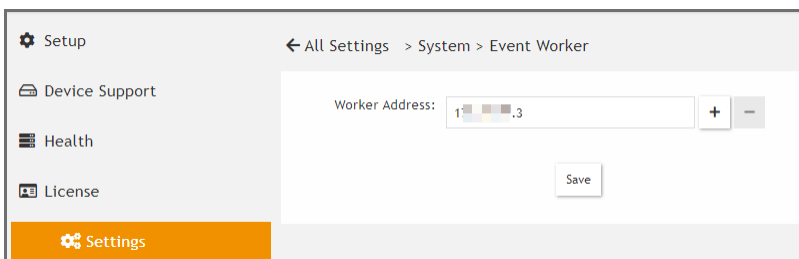 Setup
Device Support
Health
License
Settings
All Settings > System > Event Worker
Worker Address:
+
-
Save